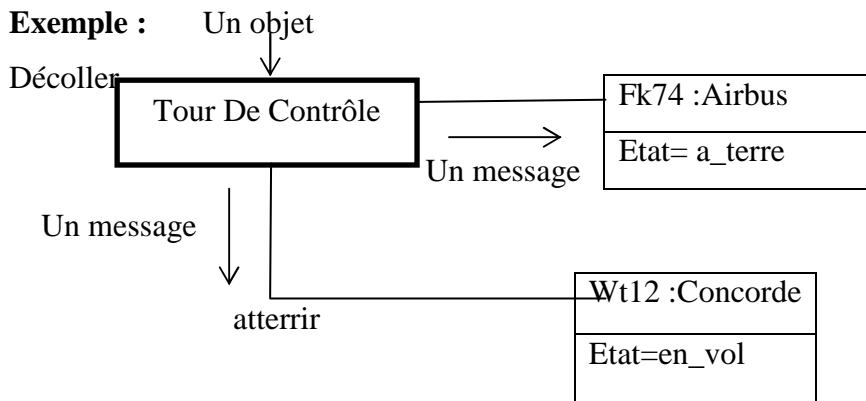 Exemple : Un objet
Décoller
Tour De Contrôle
Fk74 :Airbus
Etat= a_terre
Un message
Un message
atterrir
Wt12 :Concorde
Etat=en_vol